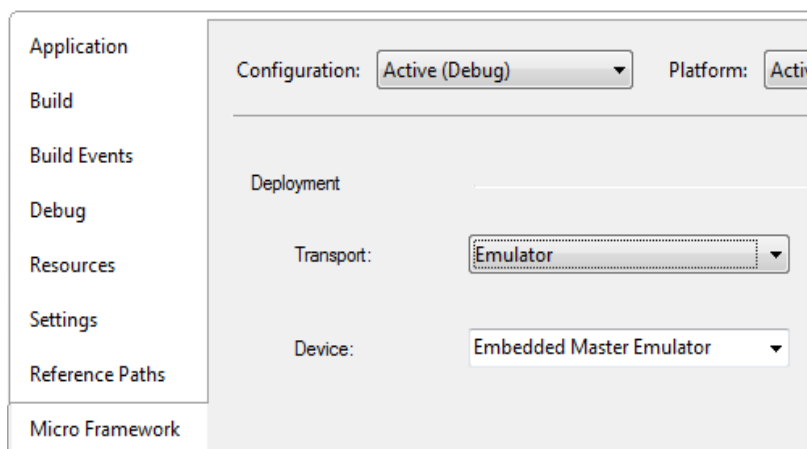 Application
Build
Build Events
Debug
Resources
Settings
Reference Paths
Micro Framework
Configuration: Active (Debug) Platform:
Deployment
Transport: Emulator
Device: Embedded Master Emulator